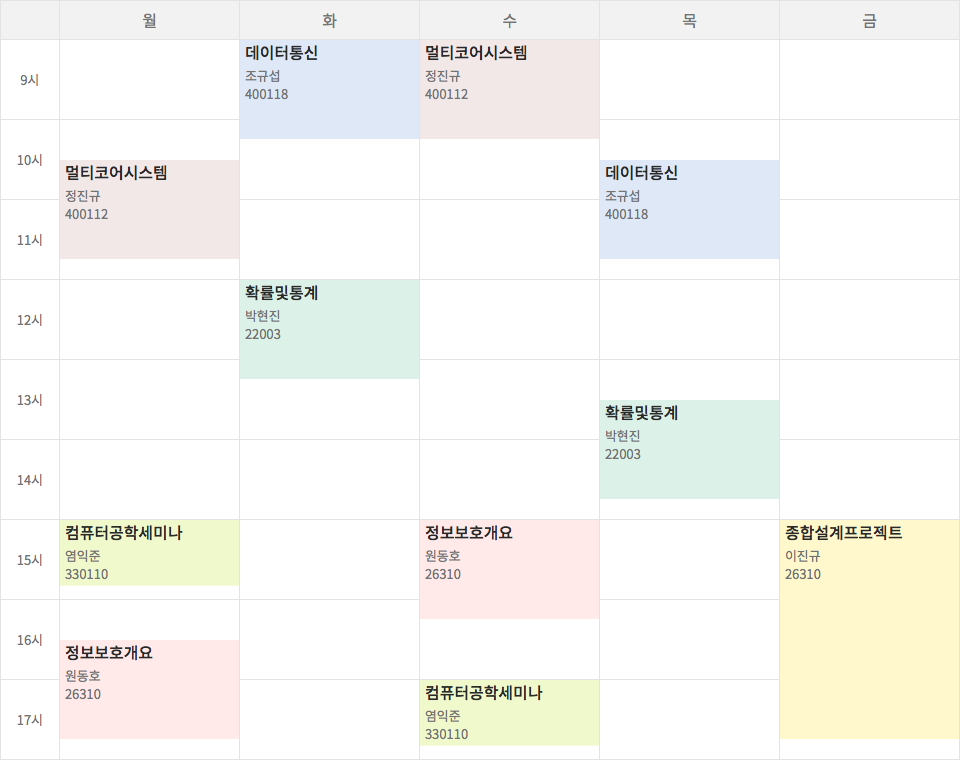 월
화
수
목
금
9시
데이터통신
조규섭
400118
멀티코어시스템
정진규
400112
10시
멀티코어시스템
정진규
400112
데이터통신
조규섭
400118
11시
12시
확률및통계
박현진
22003
13시
확률및통계
박현진
22003
14시
15시
컴퓨터공학세미나
염익준
330110
정보보호개요
원동호
26310
종합설계프로젝트
이진규
26310
16시
정보보호개요
원동호
26310
17시
컴퓨터공학세미나
염익준
330110